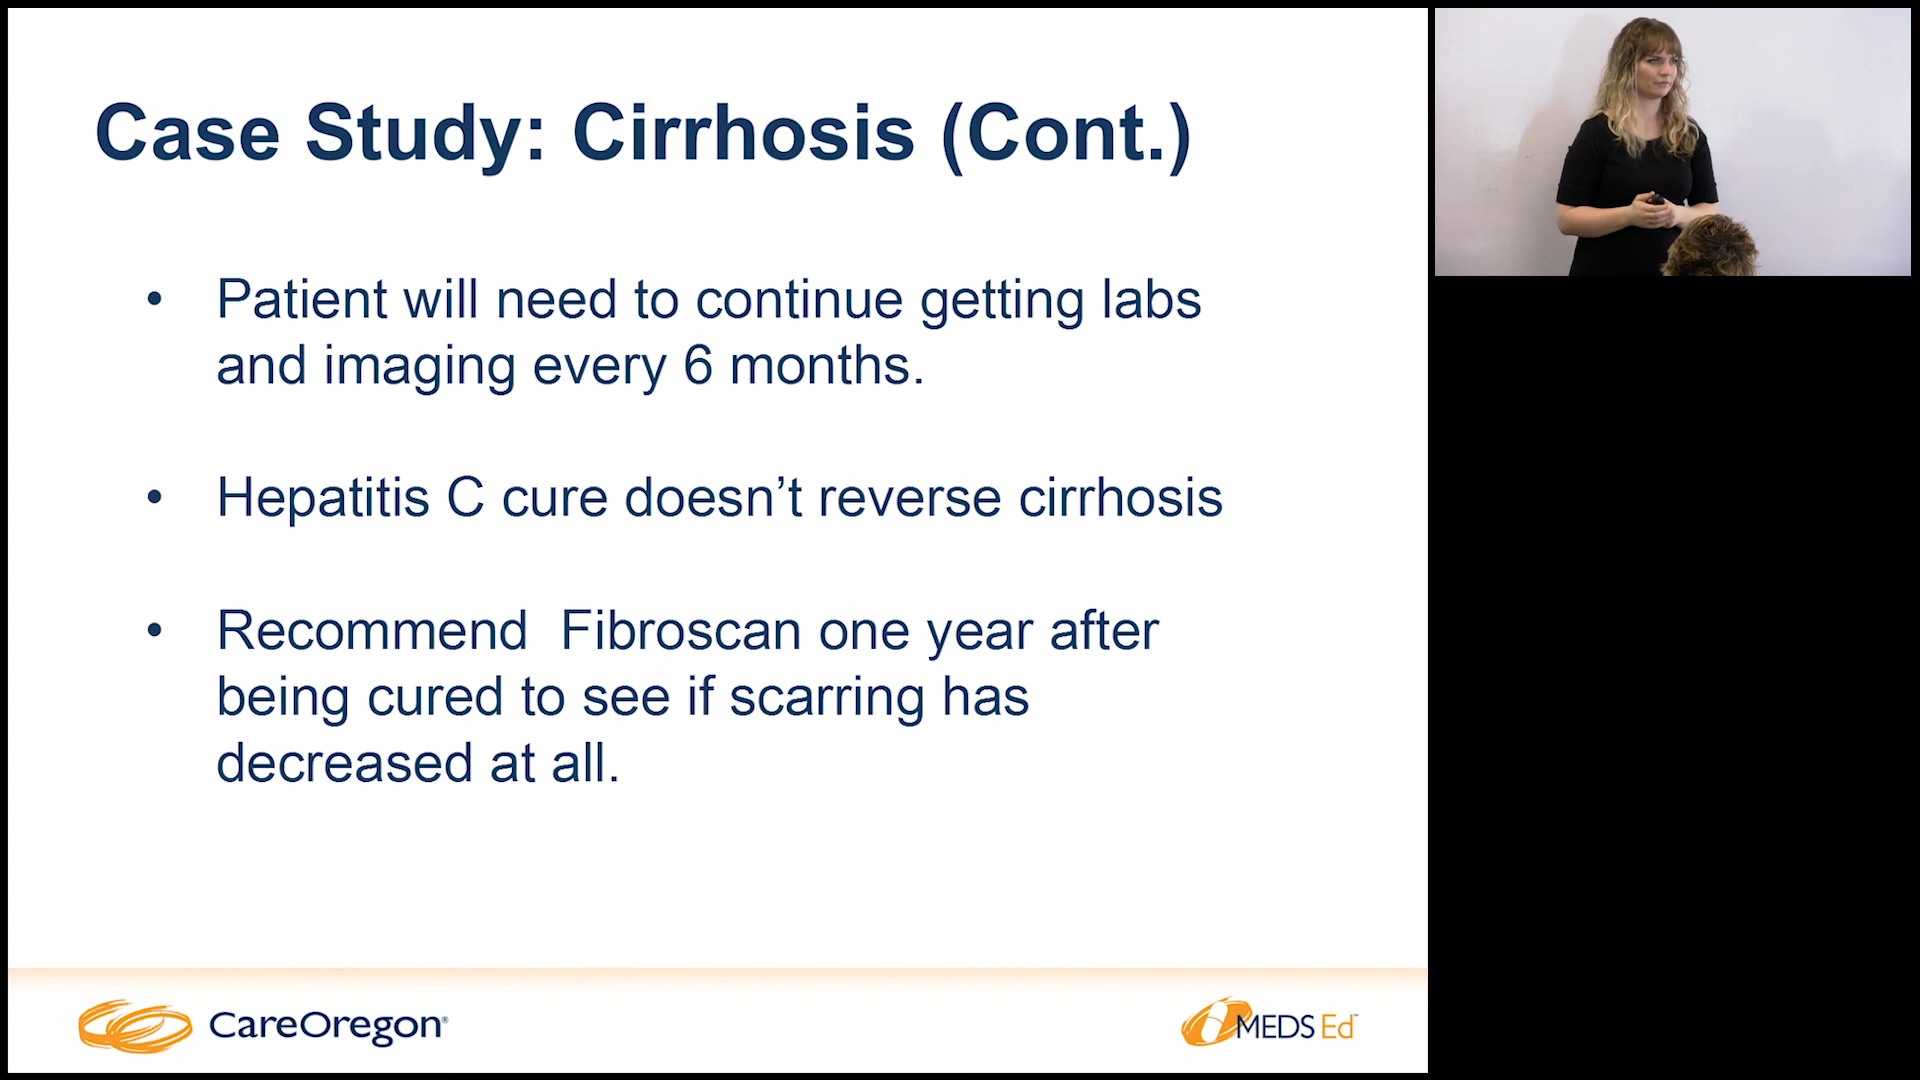 Case Study: Cirrhosis (Cont.)
• Patient will need to continue getting labs
and imaging every 6 months.
• Hepatitis C cure doesn’t reverse cirrhosis
• Recommend  Fibroscan one year after
being cured to see if scarring has
decreased at all.
CareOregon®
MEDS Ed™